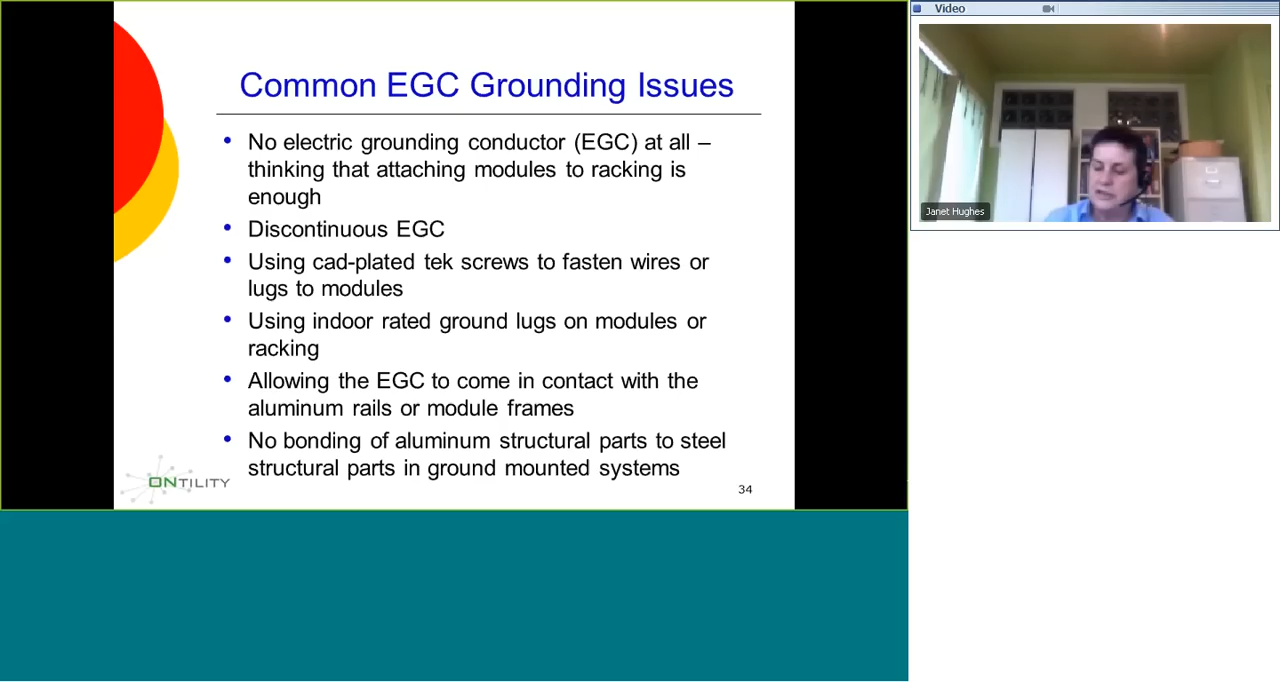 Common EGC Grounding Issues
• No electric grounding conductor (EGC) at all –
thinking that attaching modules to racking is
enough
• Discontinuous EGC
• Using cad-plated tek screws to fasten wires or
lugs to modules
• Using indoor rated ground lugs on modules or
racking
• Allowing the EGC to come in contact with the
aluminum rails or module frames
• No bonding of aluminum structural parts to steel
structural parts in ground mounted systems
ONTILITY
34
Video
Janet Hughes